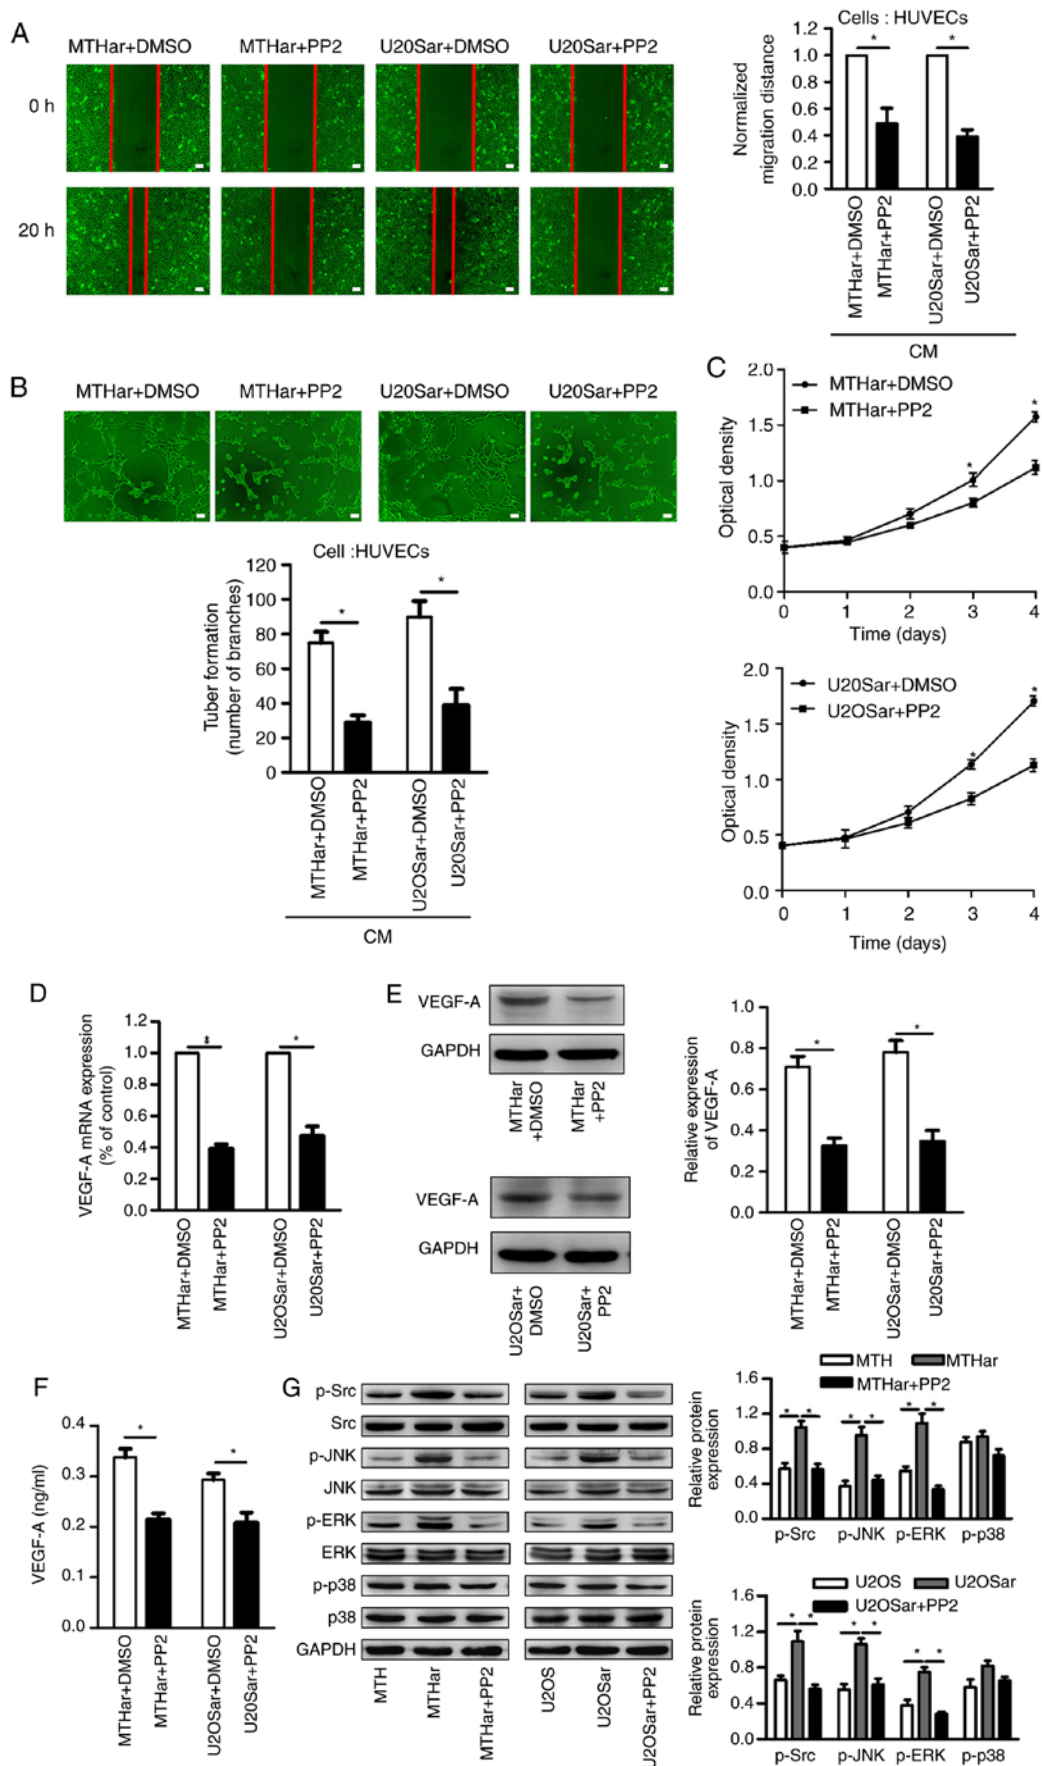 A
MTHar+DMSO MTHar+PP2 U20Sar+DMSO U20Sar+PP2
0 h
20 h
Cells : HUVECs
Normalized
migration distance
1.2
1.0
0.8
0.6
0.4
0.2
0.0
* *
MTHar+DMSO
MTHar+PP2
U20Sar+DMSO
U20Sar+PP2
CM
B
MTHar+DMSO MTHar+PP2 U20Sar+DMSO U20Sar+PP2
Cell :HUVECs
Tuber formation
(number of branches)
120
100
80
60
40
20
0
* *
MTHar+DMSO
MTHar+PP2
U2OSar+DMSO
U20Sar+PP2
CM
C
MTHar+DMSO
MTHar+PP2
Optical density
2.0
1.5
1.0
0.5
0.0
* *
0 1 2 3 4
Time (days)
U20Sar+DMSO
U2OSar+PP2
Optical density
2.0
1.5
1.0
0.5
0.0
* *
0 1 2 3 4
Time (days)
D
VEGF-A mRNA expression
(% of control)
1.2
1.0
0.8
0.6
0.4
0.2
0.0
‡ *
MTHar+DMSO
MTHar+PP2
U2OSar+DMSO
U20Sar+PP2
E
VEGF-A
GAPDH
MTHar
+DMSO
MTHar
+PP2
VEGF-A
GAPDH
U2OSar+
DMSO
U20Sar+
PP2
Relative expression
of VEGF-A
1.0
0.8
0.6
0.4
0.2
0.0
* *
MTHar+DMSO
MTHar+PP2
U2OSar+DMSO
U20Sar+PP2
F
VEGF-A (ng/ml)
0.4
0.3
0.2
0.1
0.0
* *
MTHar+DMSO
MTHar+PP2
U2OSar+DMSO
U20Sar+PP2
G
p-Src
Src
p-JNK
JNK
p-ERK
ERK
p-p38
p38
GAPDH
MTH
MTHar
MTHar+PP2
U2OS
U2OSar
U2OSar+PP2
MTH MTHar
MTHar+PP2
Relative protein
expression
1.6
1.2
0.8
0.4
0.0
* * * * * *
p-Src p-JNK p-ERK p-p38
U2OS U2OSar
U2OSar+PP2
Relative protein
expression
1.6
1.2
0.8
0.4
0.0
* * * * * *
p-Src p-JNK p-ERK p-p38